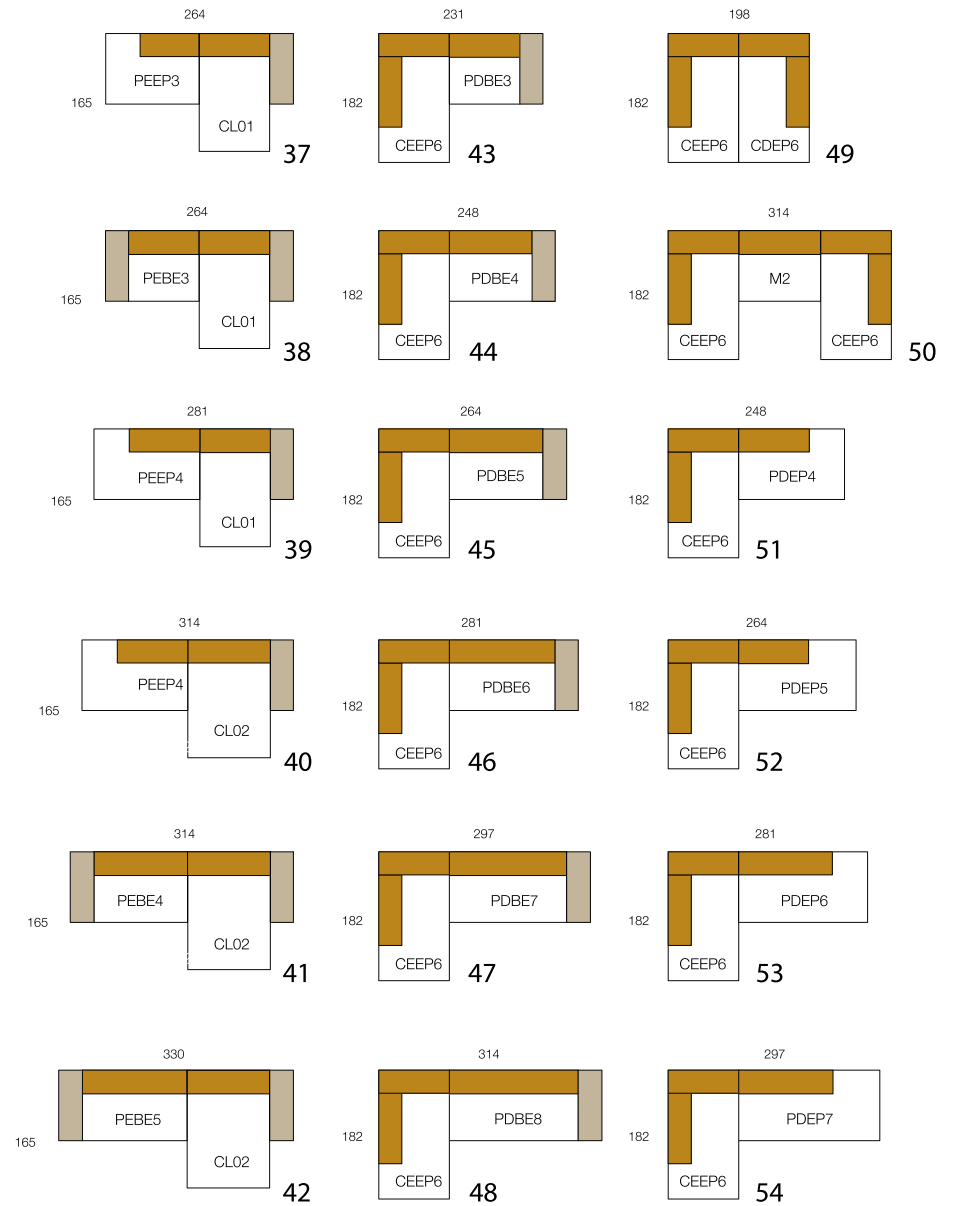 264
165
PEEP3
CL01
37
231
182
PDBE3
CEEP6
43
198
182
CEEP6
CDEP6
49
264
165
PEBE3
CL01
38
248
182
PDBE4
CEEP6
44
314
182
M2
CEEP6
CEEP6
50
281
165
PEEP4
CL01
39
264
182
PDBE5
CEEP6
45
248
182
PDEP4
CEEP6
51
314
165
PEEP4
CL02
40
281
182
PDBE6
CEEP6
46
264
182
PDEP5
CEEP6
52
314
165
PEBE4
CL02
41
297
182
PDBE7
CEEP6
47
281
182
PDEP6
CEEP6
53
330
165
PEBE5
CL02
42
314
182
PDBE8
CEEP6
48
297
182
PDEP7
CEEP6
54